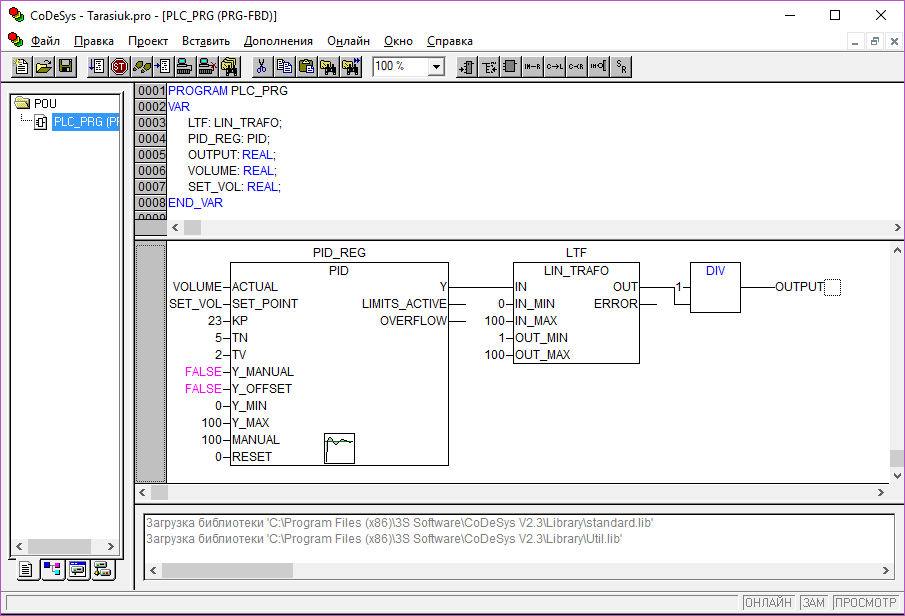 CoDeSys - Tarasiuk.pro - [PLC_PRG (PRG-FBD)]
Файл Правка Проект Вставить Дополнения Онлайн Окно Справка
100 %
POU
PLC_PRG (PF
0001 PROGRAM PLC_PRG
0002 VAR
0003 LTF: LIN_TRAFO;
0004 PID_REG: PID;
0005 OUTPUT: REAL;
0006 VOLUME: REAL;
0007 SET_VOL: REAL;
0008 END_VAR
0009
PID_REG LTF
PID LIN_TRAFO DIV
VOLUME ACTUAL Y IN OUT 1 OUTPUT
SET_VOL SET_POINT LIMITS_ACTIVE 0 IN_MIN ERROR
23 KP OVERFLOW 100 IN_MAX
5 TN 1 OUT_MIN
2 TV 100 OUT_MAX
FALSE Y_MANUAL
FALSE Y_OFFSET
0 Y_MIN
100 Y_MAX
100 MANUAL
0 RESET
Загрузка библиотеки 'C:\Program Files (x86)\3S Software\CoDeSys V2.3\Library\standard.lib'
Загрузка библиотеки 'C:\Program Files (x86)\3S Software\CoDeSys V2.3\Library\Util.lib'
ОНЛАЙН ЗАМ ПРОСМОТР